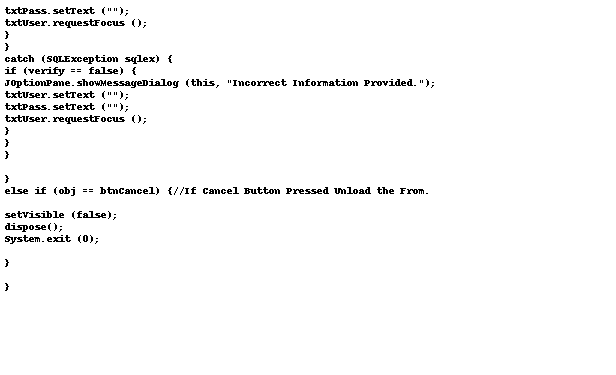 txtPass.setText ("");
txtUser.requestFocus ();
}
}
catch (SQLException sqlex) {
if (verify == false) {
JOptionPane.showMessageDialog (this, "Incorrect Information Provided.");
txtUser.setText ("");
txtPass.setText ("");
txtUser.requestFocus ();
}
}
}
}
else if (obj == btnCancel) {//If Cancel Button Pressed Unload the From.
setVisible (false);
dispose();
System.exit (0);
}
}